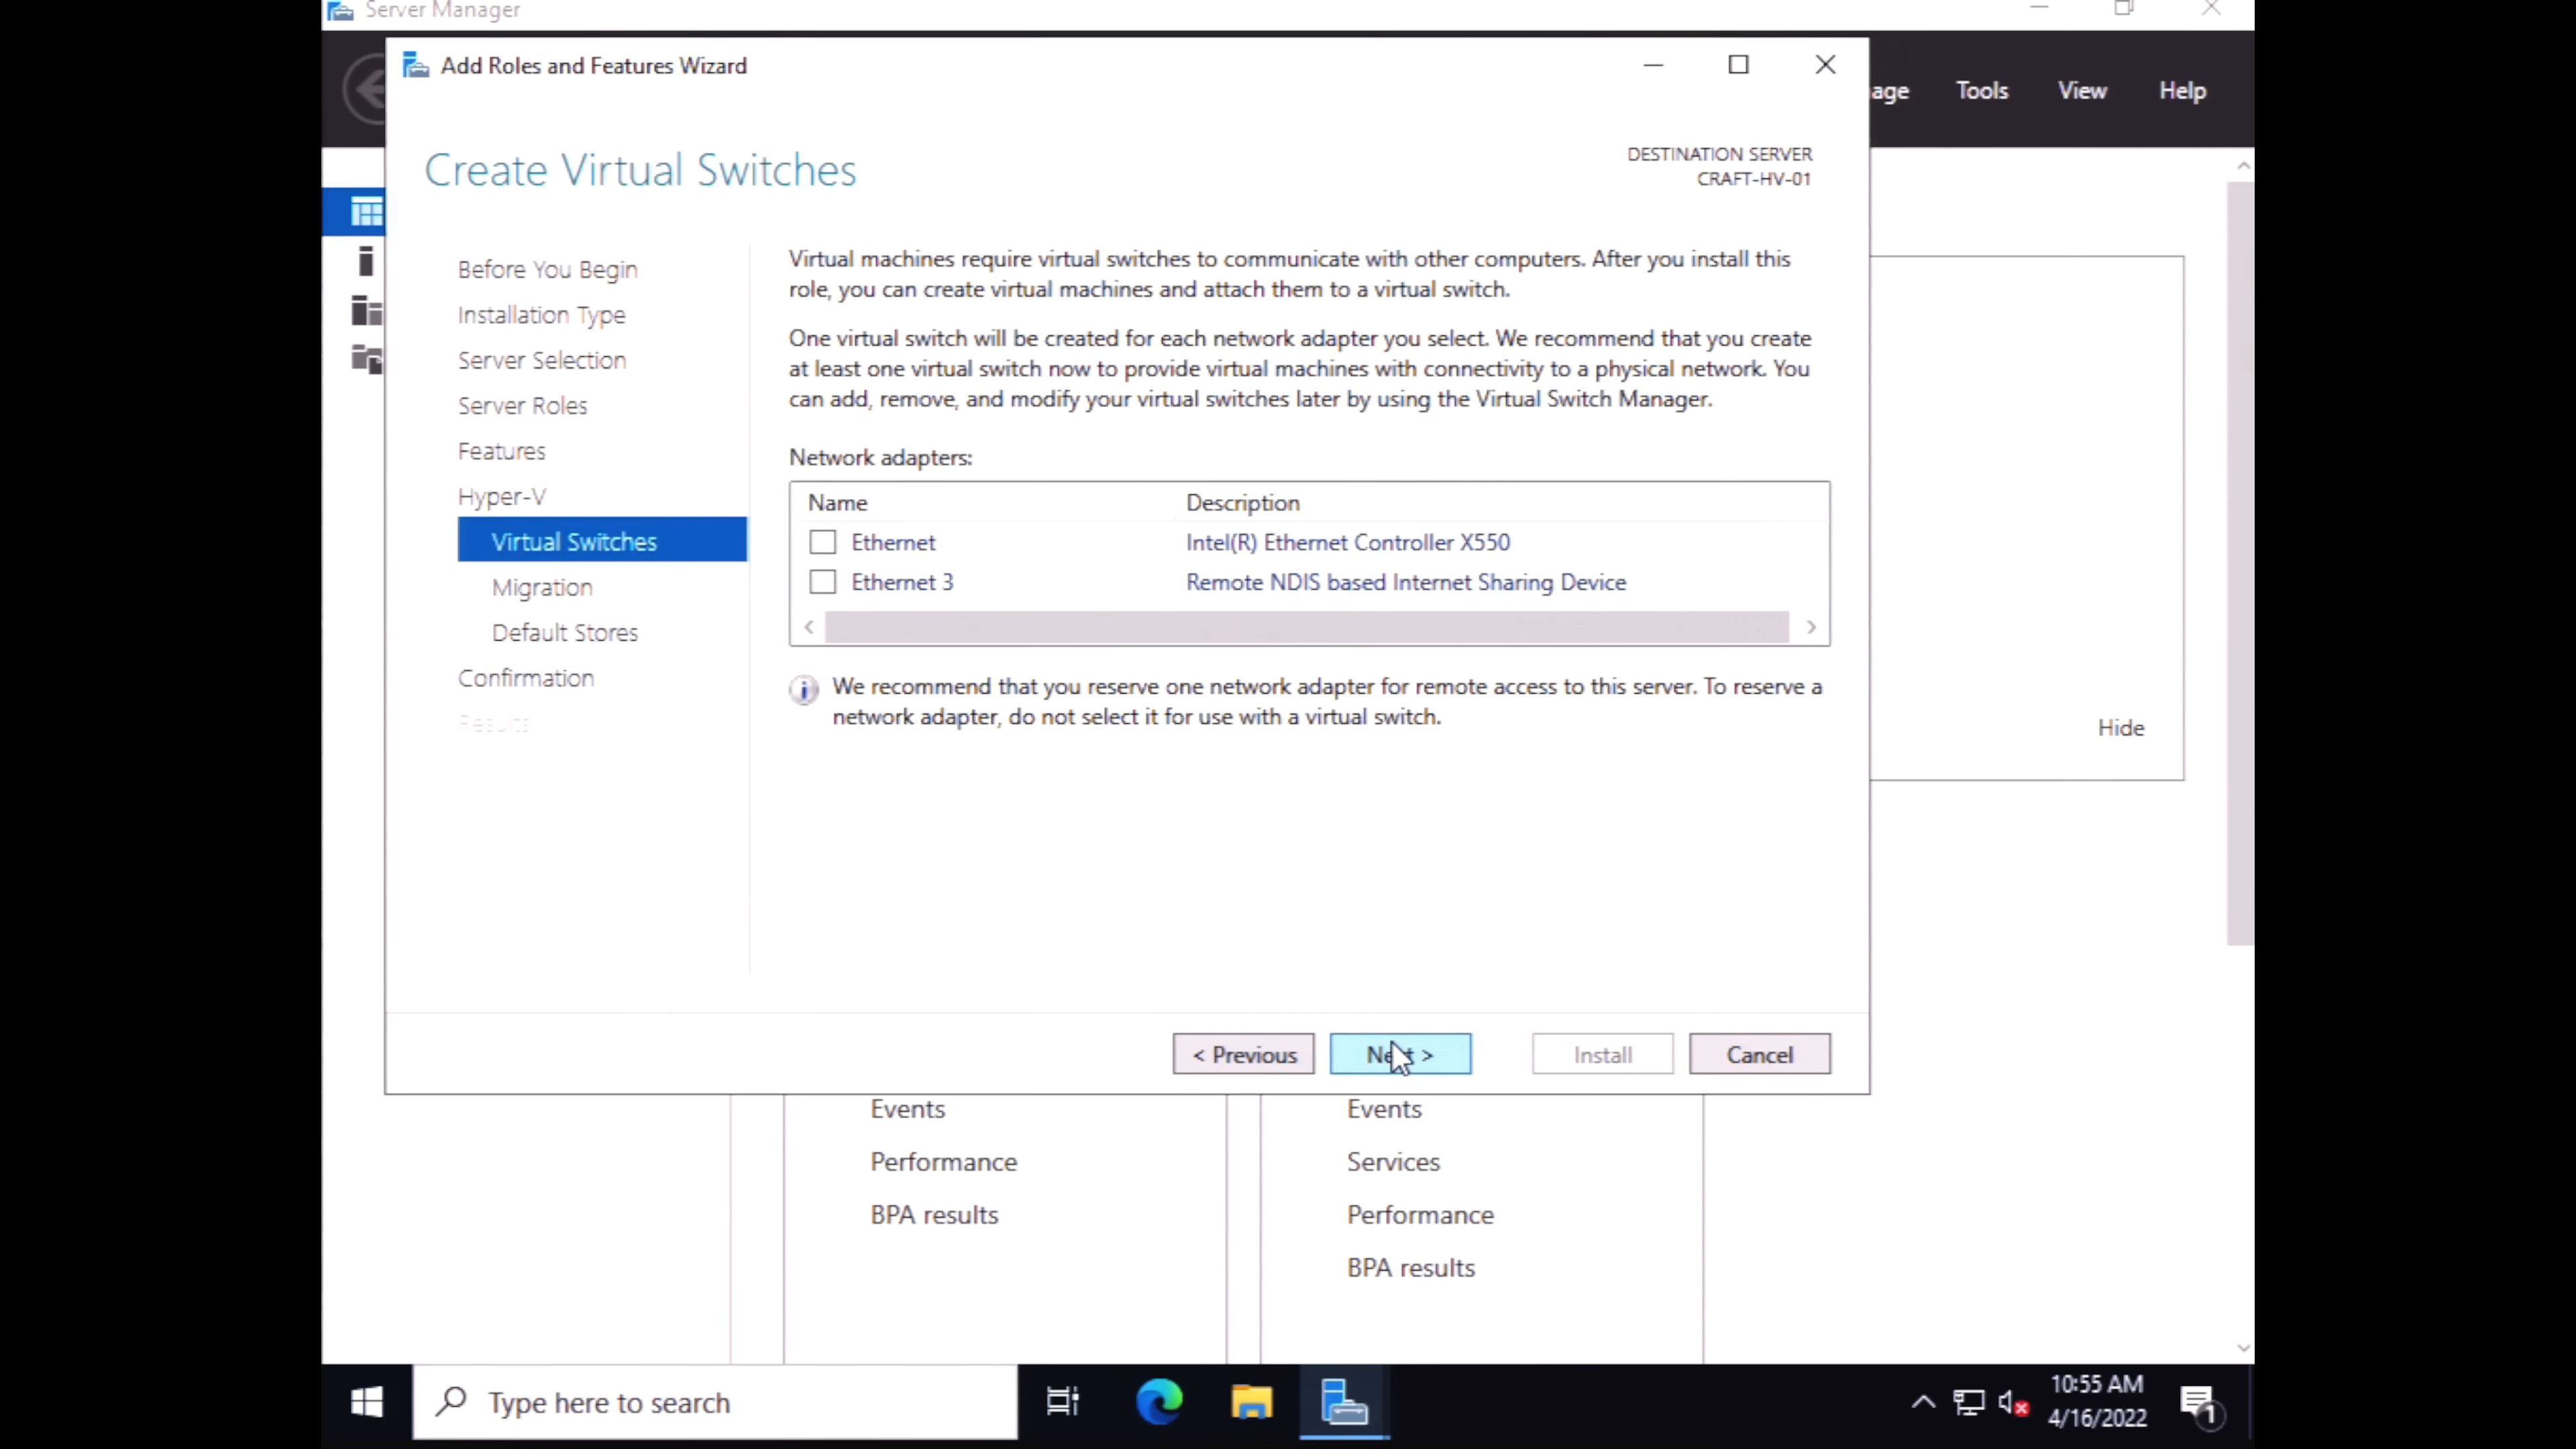 Server Manager
Add Roles and Features Wizard
age
Tools
View
Help
Create Virtual Switches
DESTINATION SERVER
CRAFT-HV-01
Before You Begin
Installation Type
Server Selection
Server Roles
Features
Hyper-V
Virtual Switches
Migration
Default Stores
Confirmation
Results
Virtual machines require virtual switches to communicate with other computers. After you install this
role, you can create virtual machines and attach them to a virtual switch.
One virtual switch will be created for each network adapter you select. We recommend that you create
at least one virtual switch now to provide virtual machines with connectivity to a physical network. You
can add, remove, and modify your virtual switches later by using the Virtual Switch Manager.
Network adapters:
Name Description
Ethernet Intel(R) Ethernet Controller X550
Ethernet 3 Remote NDIS based Internet Sharing Device
We recommend that you reserve one network adapter for remote access to this server. To reserve a
network adapter, do not select it for use with a virtual switch.
Hide
< Previous
Next >
Install
Cancel
Events
Performance
BPA results
Events
Services
Performance
BPA results
Type here to search
10:55 AM
4/16/2022
1